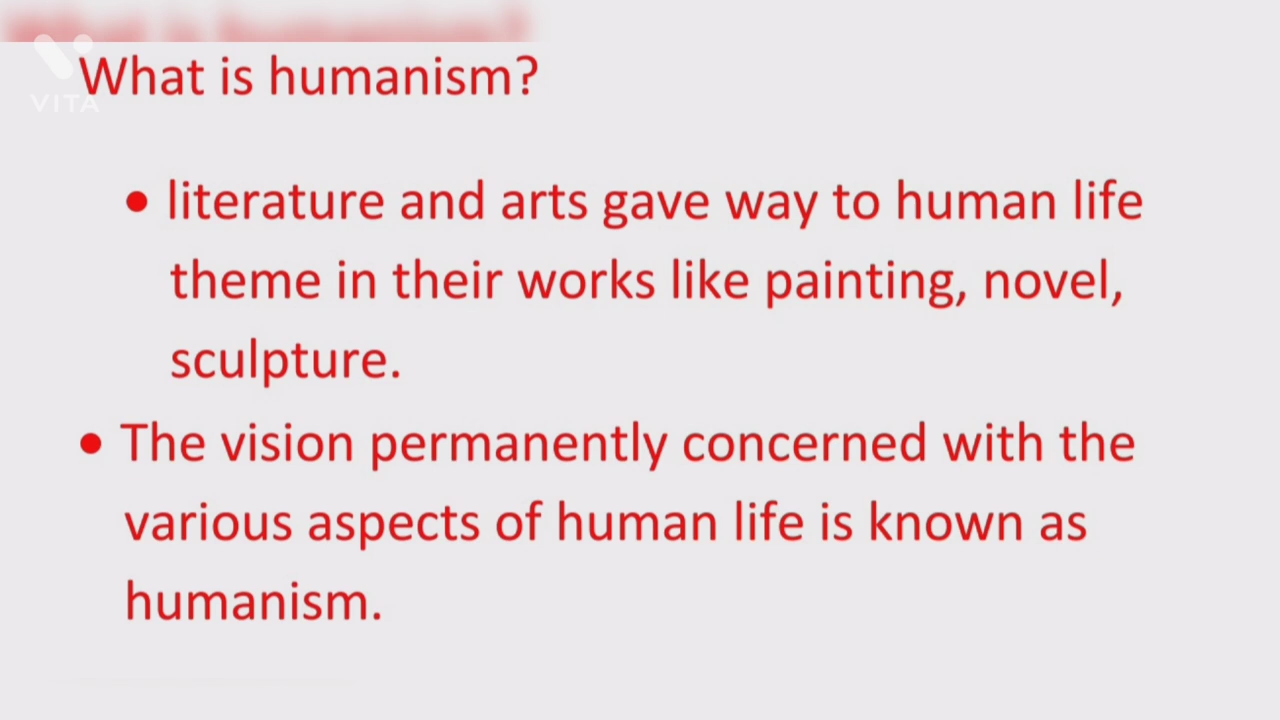 What is humanism?
VITA
• literature and arts gave way to human life
theme in their works like painting, novel,
sculpture.
• The vision permanently concerned with the
various aspects of human life is known as
humanism.